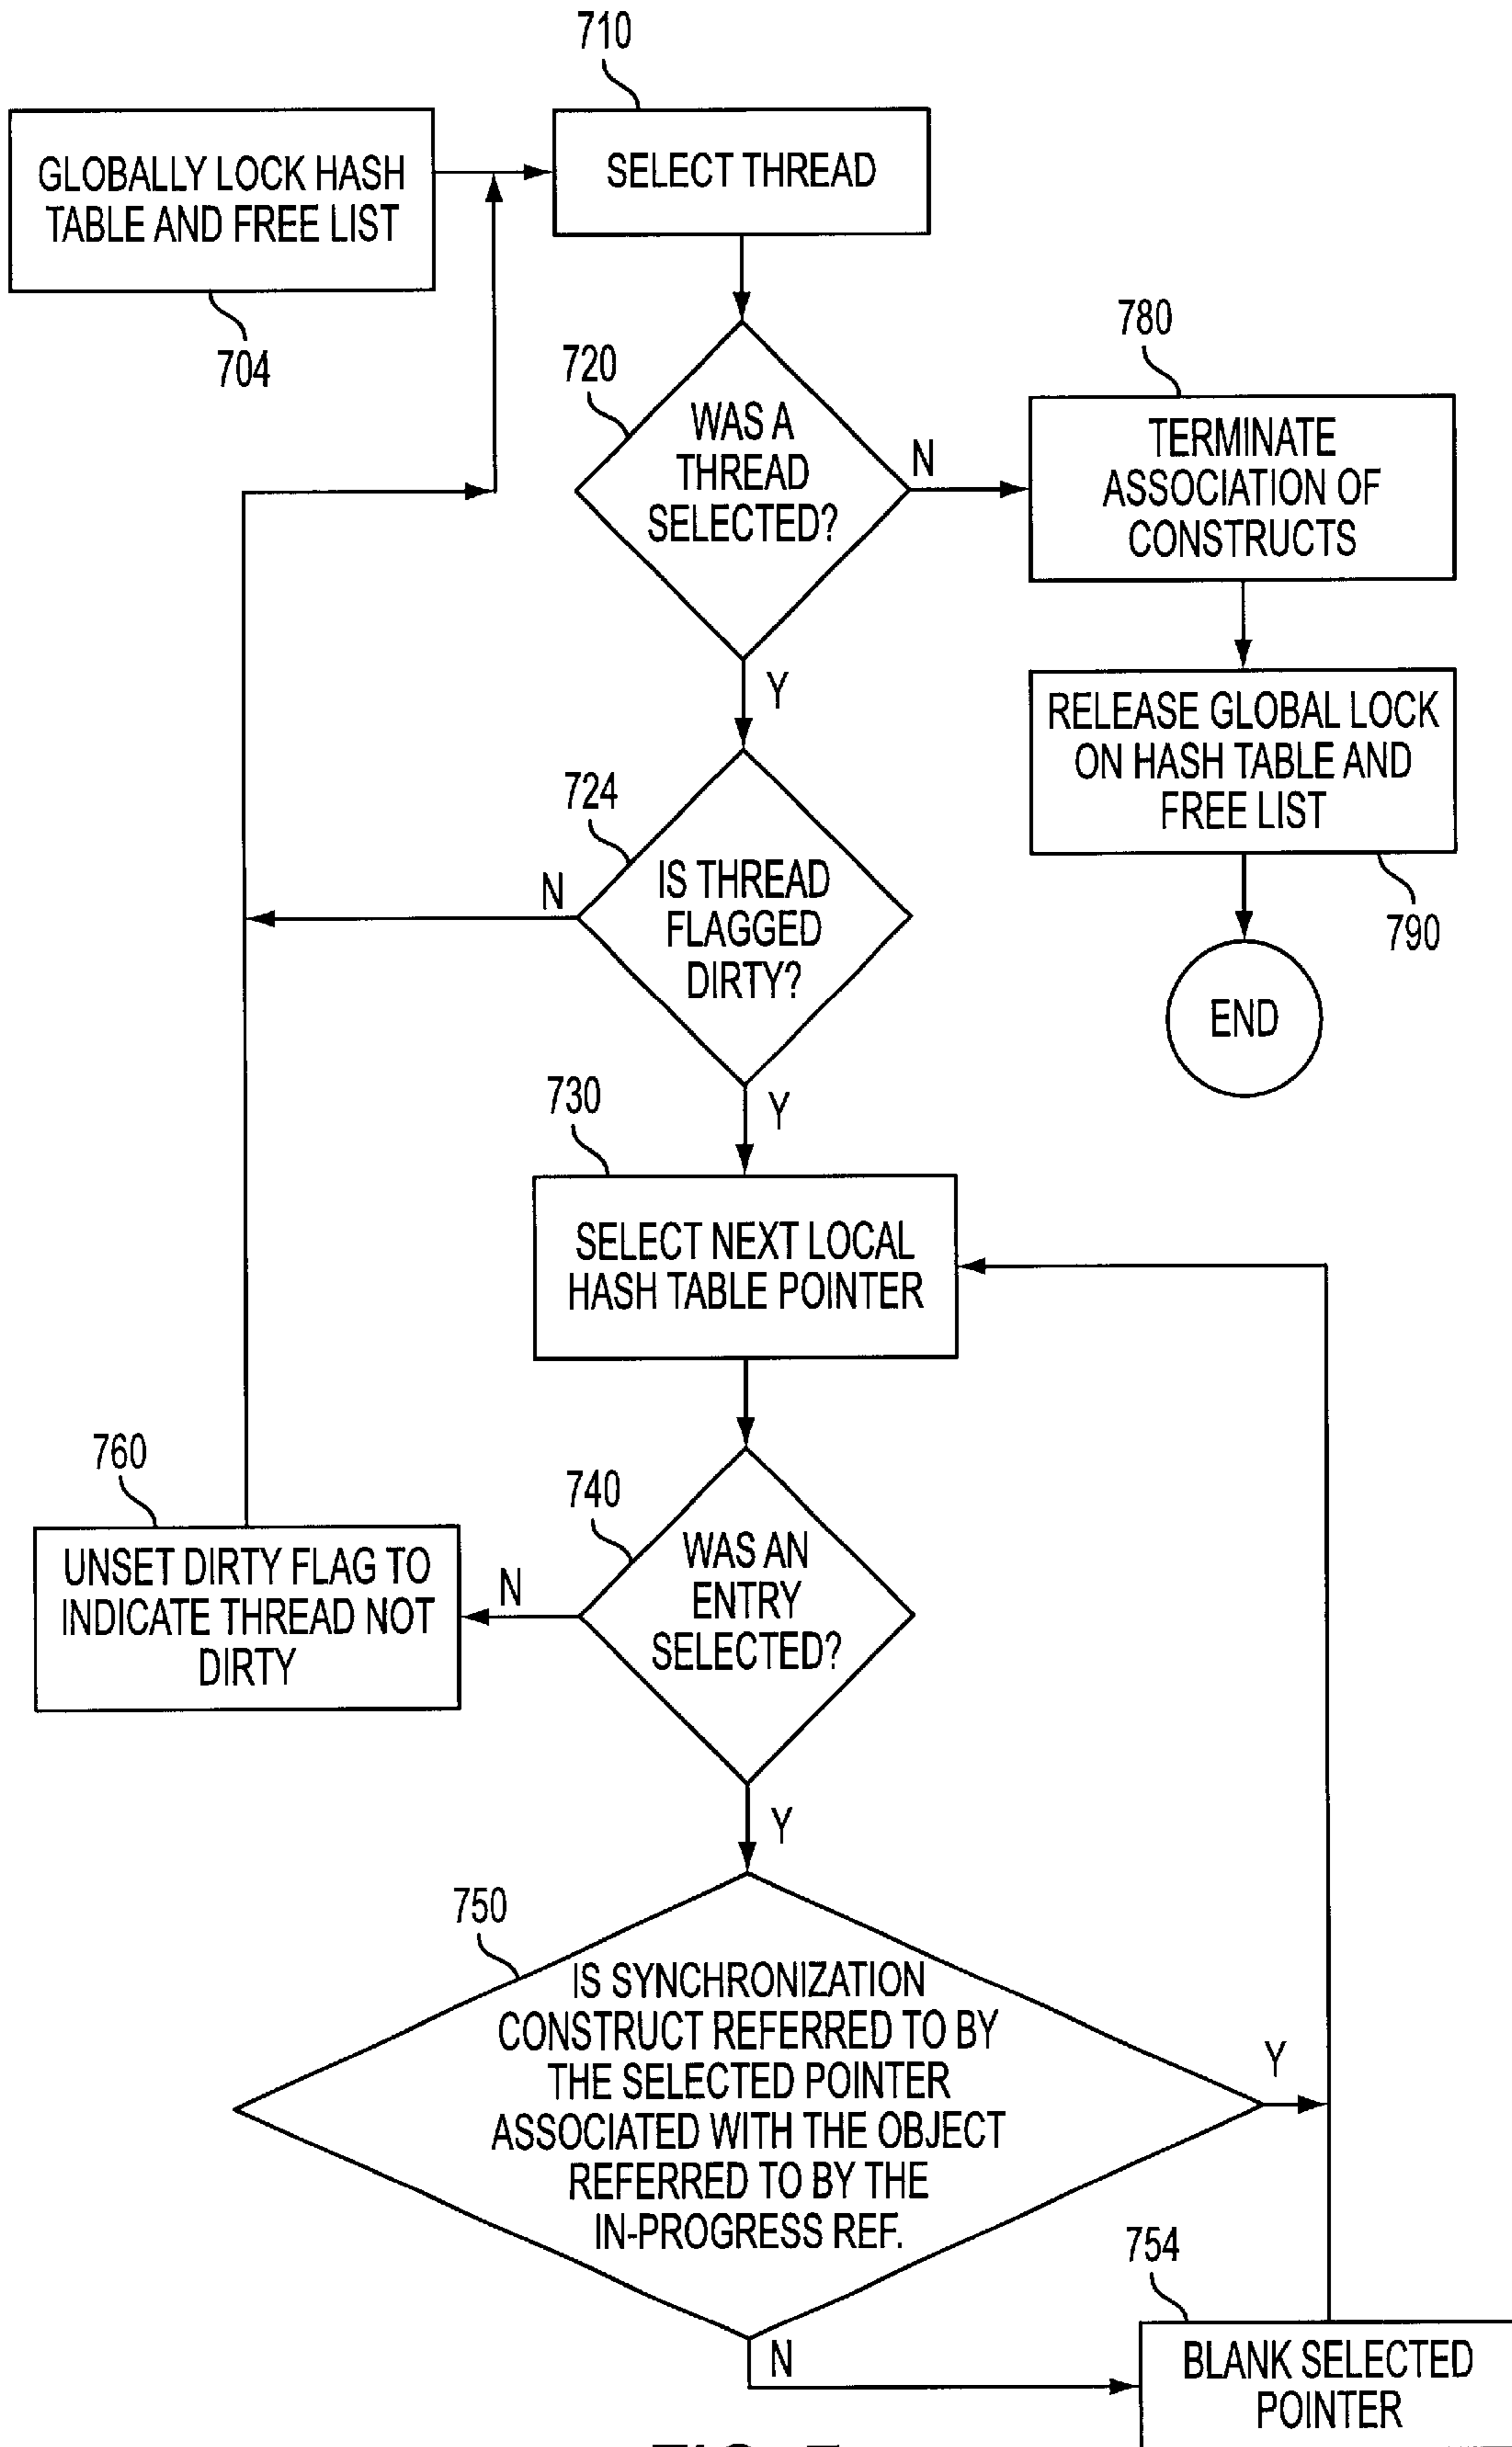 710
GLOBALLY LOCK HASH
TABLE AND FREE LIST
704
SELECT THREAD
720
WAS A
THREAD
SELECTED?
N
Y
780
TERMINATE
ASSOCIATION OF
CONSTRUCTS
RELEASE GLOBAL LOCK
ON HASH TABLE AND
FREE LIST
790
END
724
IS THREAD
FLAGGED
DIRTY?
N
Y
730
SELECT NEXT LOCAL
HASH TABLE POINTER
740
WAS AN
ENTRY
SELECTED?
N
Y
760
UNSET DIRTY FLAG TO
INDICATE THREAD NOT
DIRTY
750
IS SYNCHRONIZATION
CONSTRUCT REFERRED TO BY
THE SELECTED POINTER
ASSOCIATED WITH THE OBJECT
REFERRED TO BY THE
IN-PROGRESS REF.
Y
N
754
BLANK SELECTED
POINTER